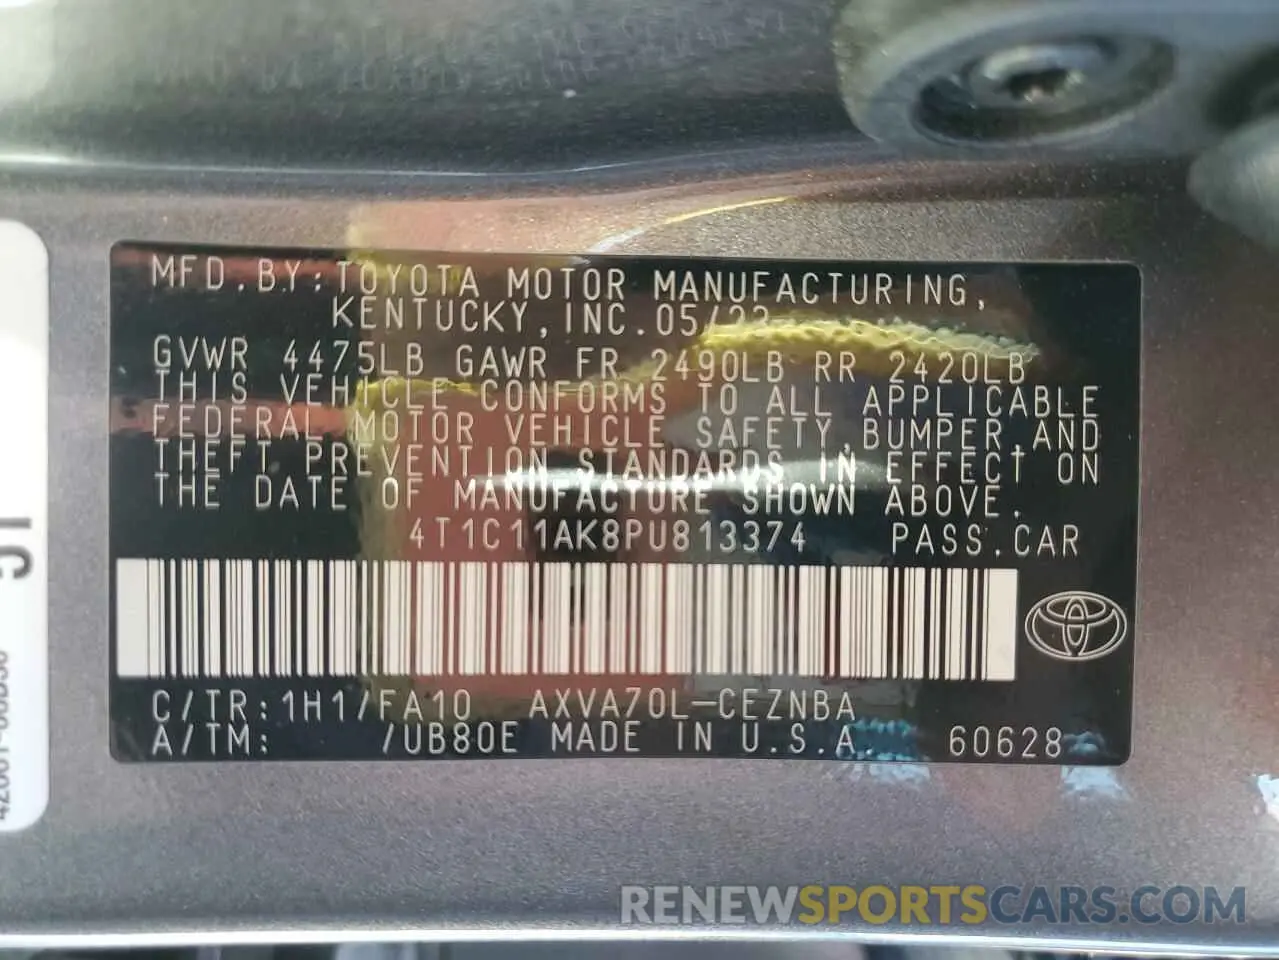 MFD.BY:TOYOTA MOTOR MANUFACTURING,
KENTUCKY,INC.05/23
GVWR 4475LB GAWR FR 2490LB RR 2420LB
THIS VEHICLE CONFORMS TO ALL APPLICABLE
FEDERAL MOTOR VEHICLE SAFETY,BUMPER,AND
THEFT PREVENTION STANDARDS IN EFFECT ON
THE DATE OF MANUFACTURE SHOWN ABOVE.
4T1C11AK8PU813374 PASS.CAR
C/TR:1H17FA10 AXVA70L-CEZNBA
A/TM: /UB80E MADE IN U.S.A. 60628
RENEWSPORTSCARS.COM